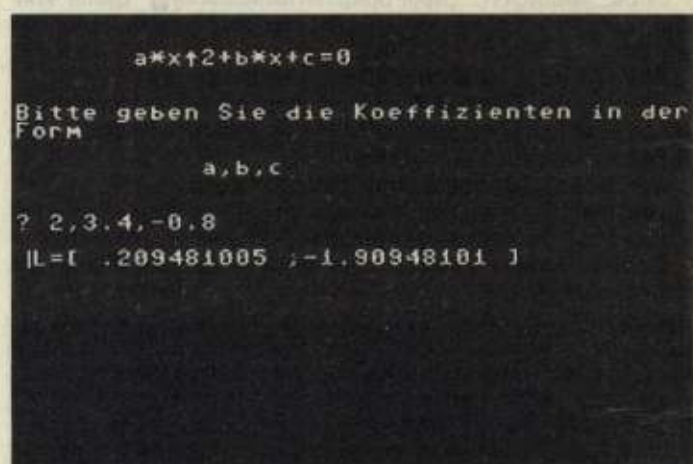 a*x↑2+b*x+c=0
Bitte geben Sie die Koeffizienten in der
Form
a,b,c
? 2,3.4,-0.8
|L=[ .209481005 ;-1.90948101 ]